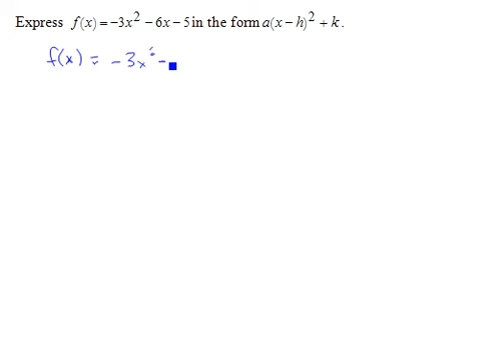 Express f(x) = −3x² − 6x − 5 in the form a(x − h)² + k.
f(x) = −3x² −